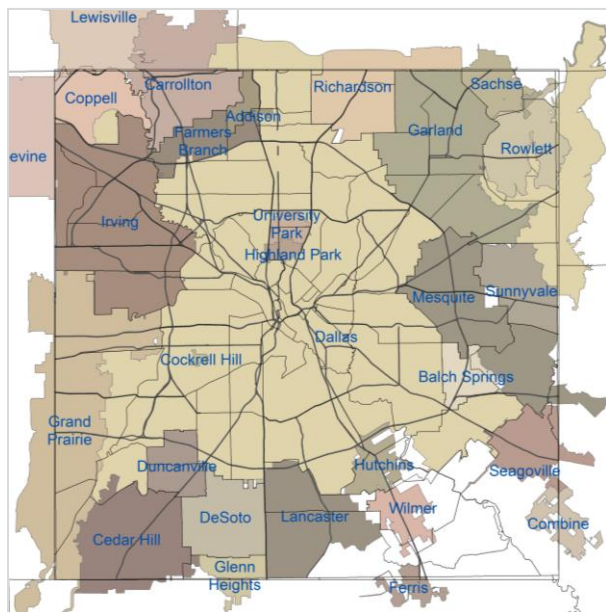 Lewisville
Coppell
Carrollton
Addison
Richardson
Sachse
Farmers
Branch
Garland
Rowlett
evine
Irving
University
Park
Highland Park
Mesquite
Sunnyvale
Dallas
Cockrell Hill
Balch Springs
Grand
Prairie
Duncanville
Hutchins
Seagoville
DeSoto
Lancaster
Wilmer
Combine
Cedar Hill
Glenn
Heights
Ferris